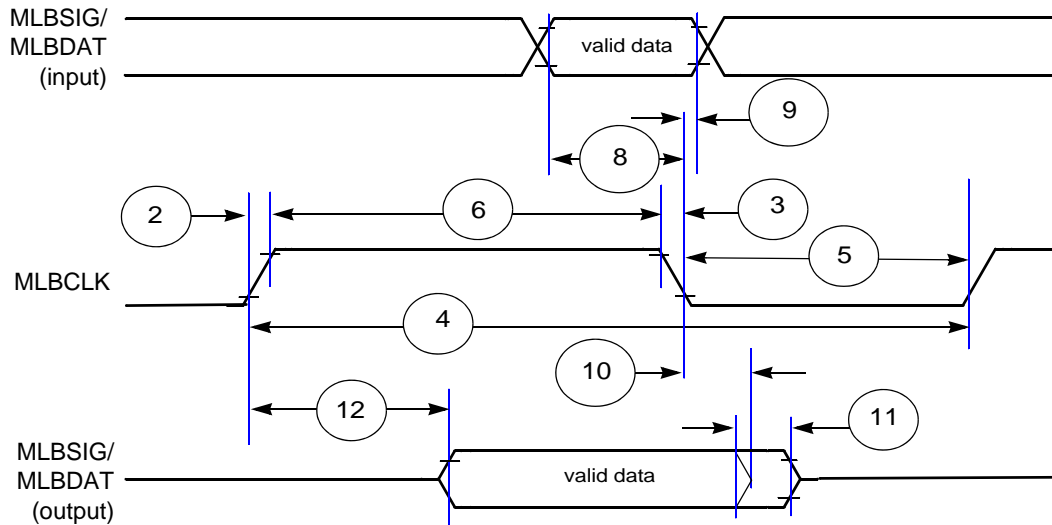 MLBSIG/
MLBDAT
(input)
valid data
9
8
2
6
3
5
MLBCLK
4
10
12
11
MLBSIG/
MLBDAT
(output)
valid data